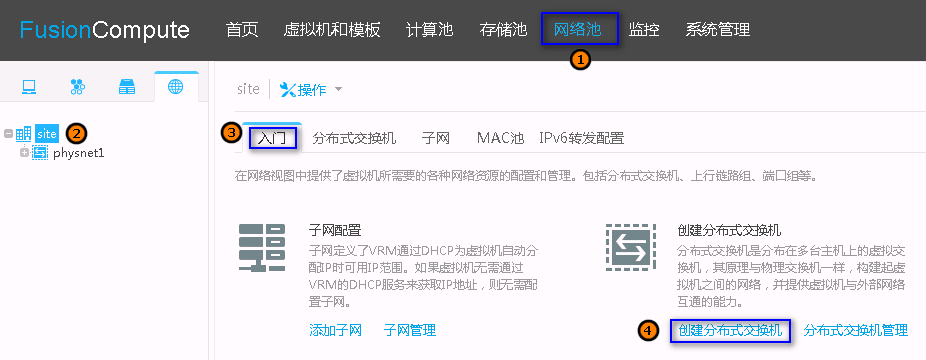 FusionCompute 首页 虚拟机和模板 计算池 存储池 网络池 监控 系统管理
1
site 操作
site 2
physnet1
3 入门 分布式交换机 子网 MAC池 IPv6转发配置
在网络视图中提供了虚拟机所需要的各种网络资源的配置和管理。包括分布式交换机、上行链路组、端口组等。
子网配置
子网定义了VRM通过DHCP为虚拟机自动分
配IP时可用IP范围。如果虚拟机无需通过
VRM的DHCP服务来获取IP地址，则无需配
置子网。
添加子网 子网管理
创建分布式交换机
分布式交换机是分布在多台主机上的虚拟交
换机，其原理与物理交换机一样，构建起虚
拟机之间的网络，并提供虚拟机与外部网络
互通的能力。
4 创建分布式交换机 分布式交换机管理